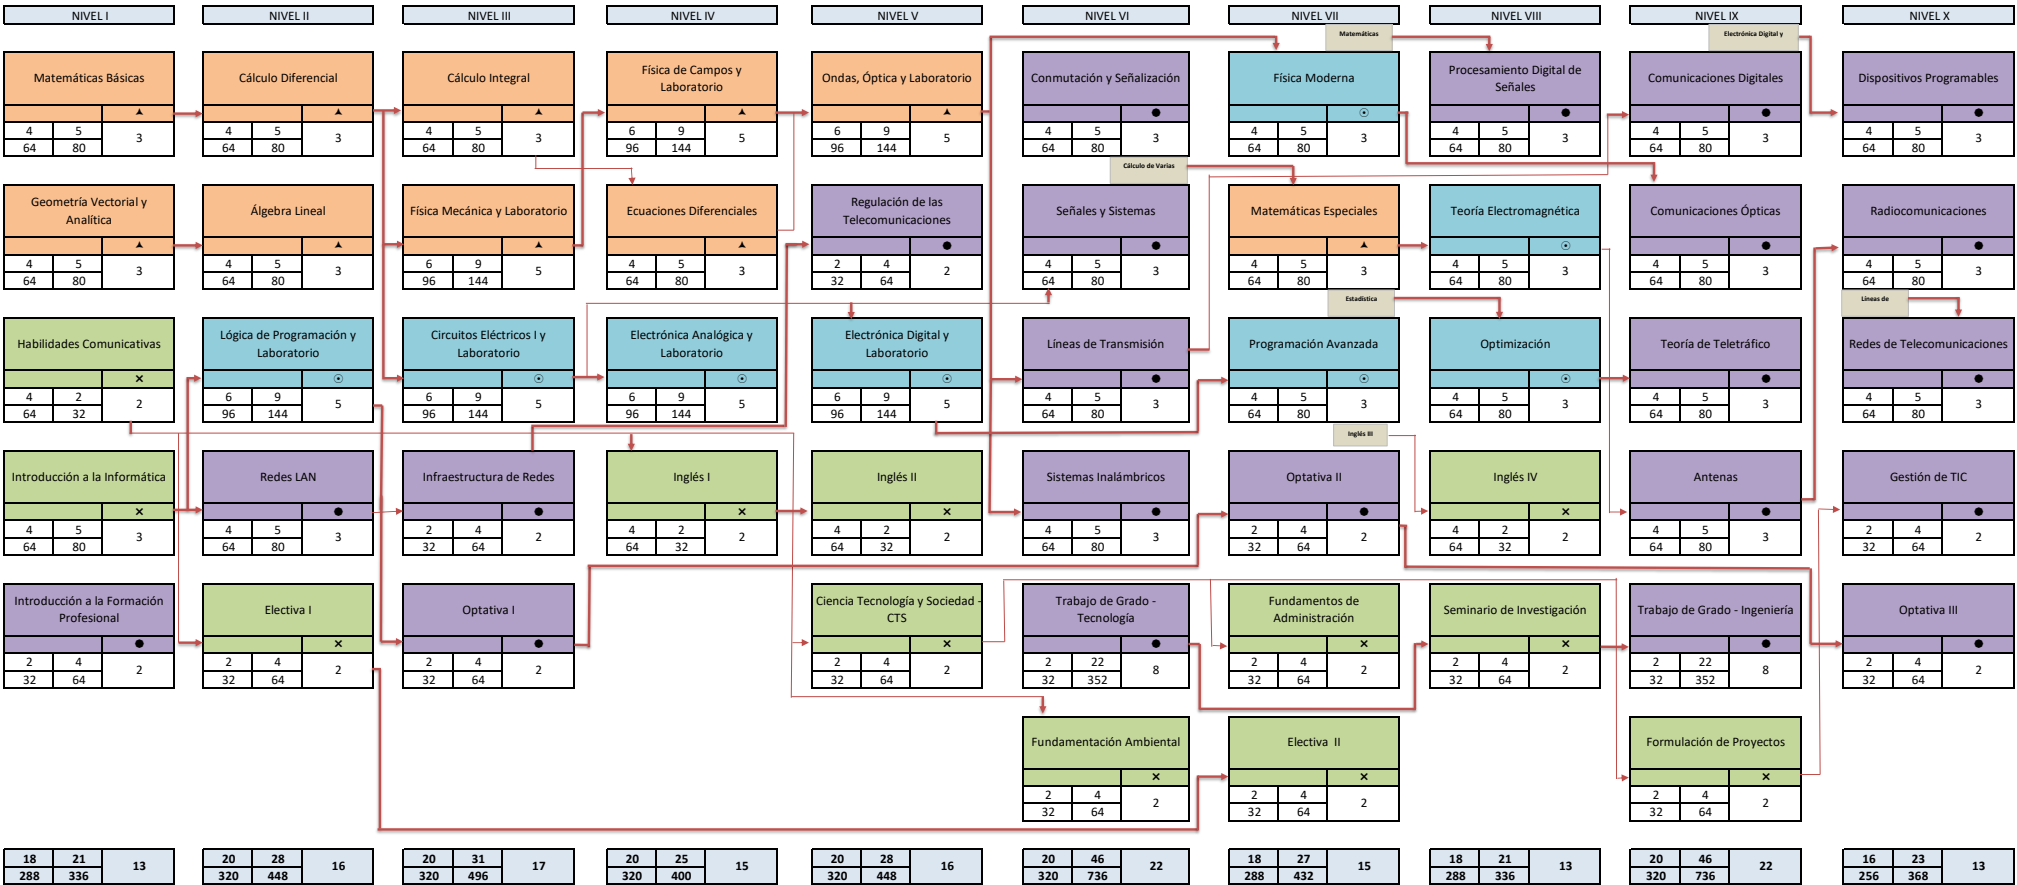 NIVEL I
NIVEL II
NIVEL III
NIVEL IV
NIVEL V
NIVEL VI
NIVEL VII
NIVEL VIII
NIVEL IX
NIVEL X
Matemáticas
Electrónica Digital y
Matemáticas Básicas
4 5
3
64 80
Cálculo Diferencial
4 5
3
64 80
Cálculo Integral
4 5
3
64 80
Física de Campos y
Laboratorio
6 9
5
96 144
Ondas, Óptica y Laboratorio
6 9
5
96 144
Conmutación y Señalización
4 5
3
64 80
Física Moderna
4 5
3
64 80
Procesamiento Digital de
Señales
4 5
3
64 80
Comunicaciones Digitales
4 5
3
64 80
Dispositivos Programables
4 5
3
64 80
Cálculo de Varias
Geometría Vectorial y
Analítica
4 5
3
64 80
Álgebra Lineal
4 5
3
64 80
Física Mecánica y Laboratorio
6 9
5
96 144
Ecuaciones Diferenciales
4 5
3
64 80
Regulación de las
Telecomunicaciones
2 4
2
32 64
Señales y Sistemas
4 5
3
64 80
Matemáticas Especiales
4 5
3
64 80
Teoría Electromagnética
4 5
3
64 80
Comunicaciones Ópticas
4 5
3
64 80
Radiocomunicaciones
4 5
3
64 80
Estadística
Líneas de
Habilidades Comunicativas
×
4 2
2
64 32
Lógica de Programación y
Laboratorio
6 9
5
96 144
Circuitos Eléctricos I y
Laboratorio
6 9
5
96 144
Electrónica Analógica y
Laboratorio
6 9
5
96 144
Electrónica Digital y
Laboratorio
6 9
5
96 144
Líneas de Transmisión
4 5
3
64 80
Programación Avanzada
4 5
3
64 80
Optimización
4 5
3
64 80
Teoría de Teletráfico
4 5
3
64 80
Redes de Telecomunicaciones
4 5
3
64 80
Inglés III
Introducción a la Informática
×
4 5
3
64 80
Redes LAN
4 5
3
64 80
Infraestructura de Redes
2 4
2
32 64
Inglés I
×
4 2
2
64 32
Inglés II
×
4 2
2
64 32
Sistemas Inalámbricos
4 5
3
64 80
Optativa II
2 4
2
32 64
Inglés IV
×
4 2
2
64 32
Antenas
4 5
3
64 80
Gestión de TIC
2 4
2
32 64
Introducción a la Formación
Profesional
2 4
2
32 64
Electiva I
×
2 4
2
32 64
Optativa I
2 4
2
32 64
Ciencia Tecnología y Sociedad -
CTS
×
2 4
2
32 64
Trabajo de Grado -
Tecnología
2 22
8
32 352
Fundamentos de
Administración
×
2 4
2
32 64
Seminario de Investigación
×
2 4
2
32 64
Trabajo de Grado - Ingeniería
2 22
8
32 352
Optativa III
2 4
2
32 64
Fundamentación Ambiental
×
2 4
2
32 64
Electiva II
×
2 4
2
32 64
Formulación de Proyectos
×
2 4
2
32 64
18 21
13
288 336
20 28
16
320 448
20 31
17
320 496
20 25
15
320 400
20 28
16
320 448
20 46
22
320 736
18 27
15
288 432
18 21
13
288 336
20 46
22
320 736
16 23
13
256 368